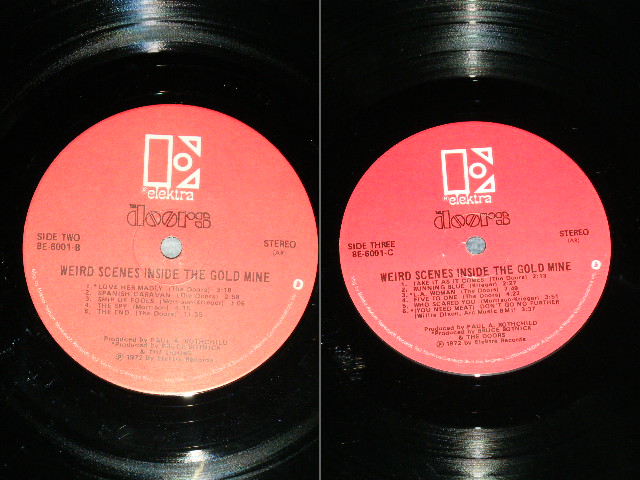 elektra
the doors
SIDE TWO
8E-6001-B
STEREO
(AR)
WEIRD SCENES INSIDE THE GOLD MINE
1. *LOVE HER MADLY (The Doors) 3:18
2. SPANISH CARAVAN (The Doors) 2:58
3. SHIP OF FOOLS (Morrison-Krieger) 3:06
4. THE SPY (Morrison)
5. THE END (The Doors) 11:35
Produced by PAUL A. ROTHCHILD
*Produced by BRUCE BOTNICK
& THE DOORS
Ⓟ 1972 by Elektra Records
elektra
the doors
SIDE THREE
8E-6001-C
STEREO
(AR)
WEIRD SCENES INSIDE THE GOLD MINE
1. TAKE IT AS IT COMES (The Doors) 2:13
2. RUNNING BLUE (Krieger) 2:27
3. *L.A. WOMAN (The Doors) 7:49
4. FIVE TO ONE (The Doors) 4:22
5. WHO SCARED YOU (Morrison-Krieger) 3:51
6. *(YOU NEED MEAT) DON'T GO NO FURTHER
(Willie Dixon, Arc Music BMI) 3:37
Produced by PAUL A. ROTHCHILD
*Produced by BRUCE BOTNICK
& THE DOORS
Ⓟ 1972 by Elektra Records